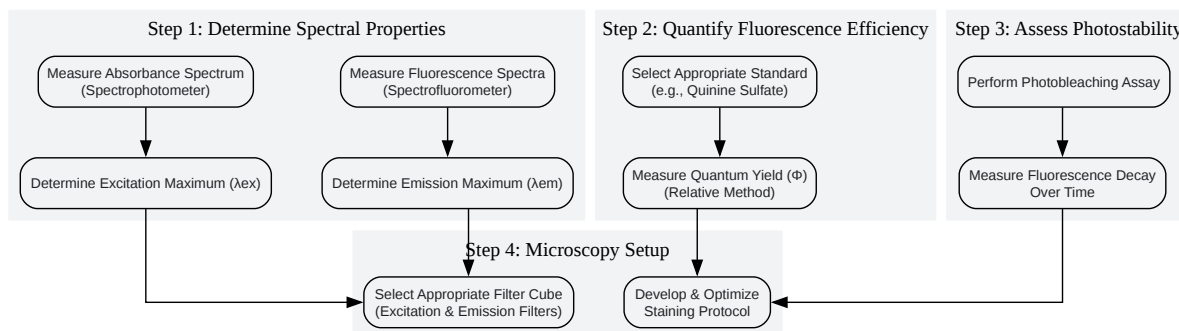 Step 1: Determine Spectral Properties
Measure Absorbance Spectrum
(Spectrophotometer)
Measure Fluorescence Spectra
(Spectrofluorometer)
Determine Excitation Maximum (λex)
Determine Emission Maximum (λem)
Step 2: Quantify Fluorescence Efficiency
Select Appropriate Standard
(e.g., Quinine Sulfate)
Measure Quantum Yield (Φ)
(Relative Method)
Step 3: Assess Photostability
Perform Photobleaching Assay
Measure Fluorescence Decay
Over Time
Step 4: Microscopy Setup
Select Appropriate Filter Cube
(Excitation & Emission Filters)
Develop & Optimize
Staining Protocol